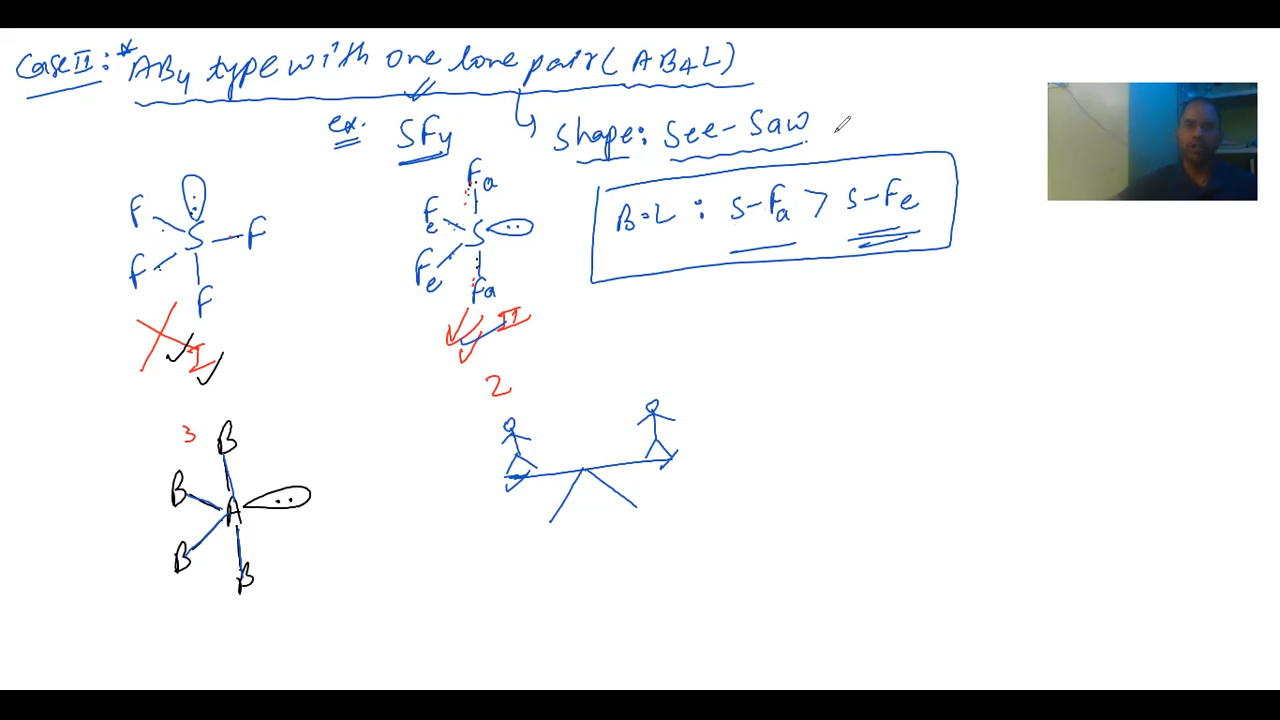 Case II: * AB4 type with one lone pair (AB4L)
ex. SF4
Shape: See-Saw
B.L : S-Fa > S-Fe
F
F
S
F
F
I
Fa
Fe
S
Fe
Fa
II
2
3
B
B
A
B
B